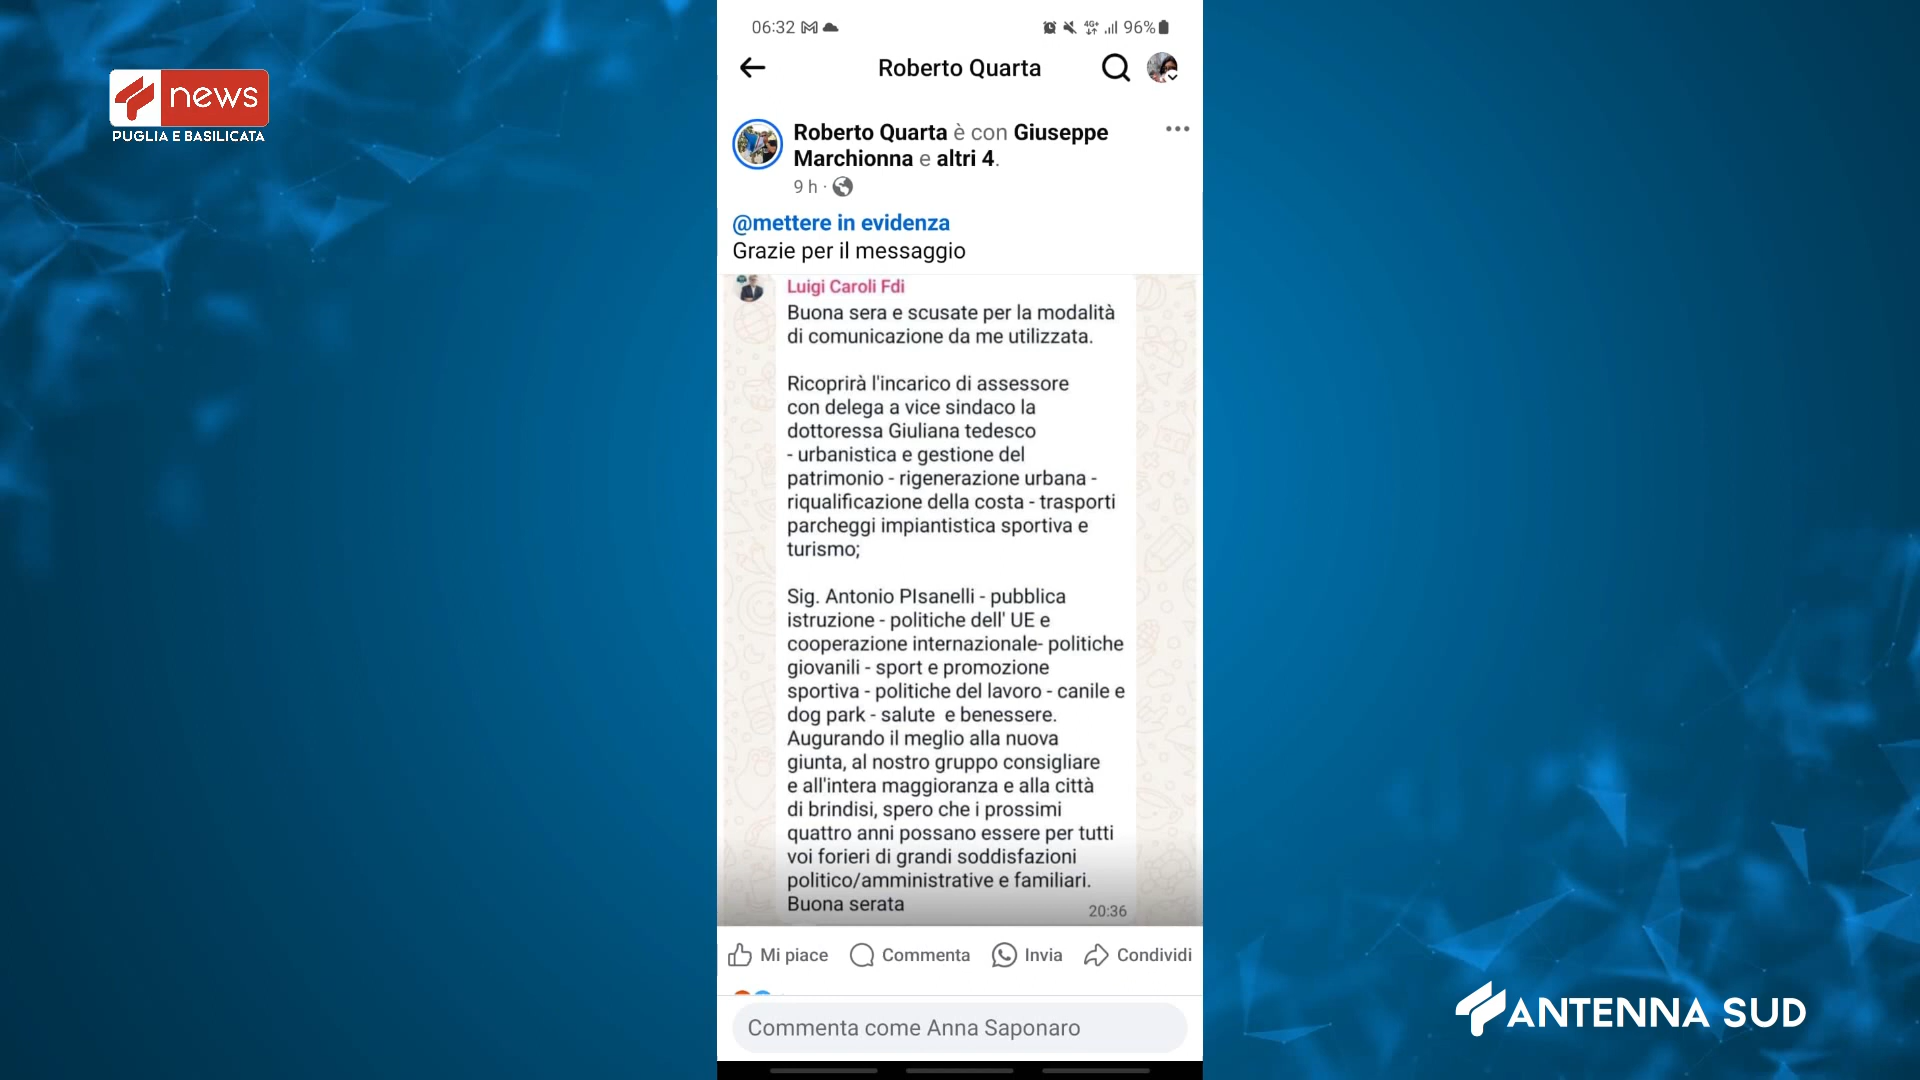 news
PUGLIA E BASILICATA
06:32
4G+
96%
Roberto Quarta
Roberto Quarta è con Giuseppe
Marchionna e altri 4.
9 h ·
@mettere in evidenza
Grazie per il messaggio
Luigi Caroli Fdi
Buona sera e scusate per la modalità
di comunicazione da me utilizzata.
Ricoprirà l'incarico di assessore
con delega a vice sindaco la
dottoressa Giuliana tedesco
- urbanistica e gestione del
patrimonio - rigenerazione urbana -
riqualificazione della costa - trasporti
parcheggi impiantistica sportiva e
turismo;
Sig. Antonio PIsanelli - pubblica
istruzione - politiche dell' UE e
cooperazione internazionale- politiche
giovanili - sport e promozione
sportiva - politiche del lavoro - canile e
dog park - salute  e benessere.
Augurando il meglio alla nuova
giunta, al nostro gruppo consigliare
e all'intera maggioranza e alla città
di brindisi, spero che i prossimi
quattro anni possano essere per tutti
voi forieri di grandi soddisfazioni
politico/amministrative e familiari.
Buona serata
20:36
Mi piace Commenta Invia Condividi
Commenta come Anna Saponaro
ANTENNA SUD